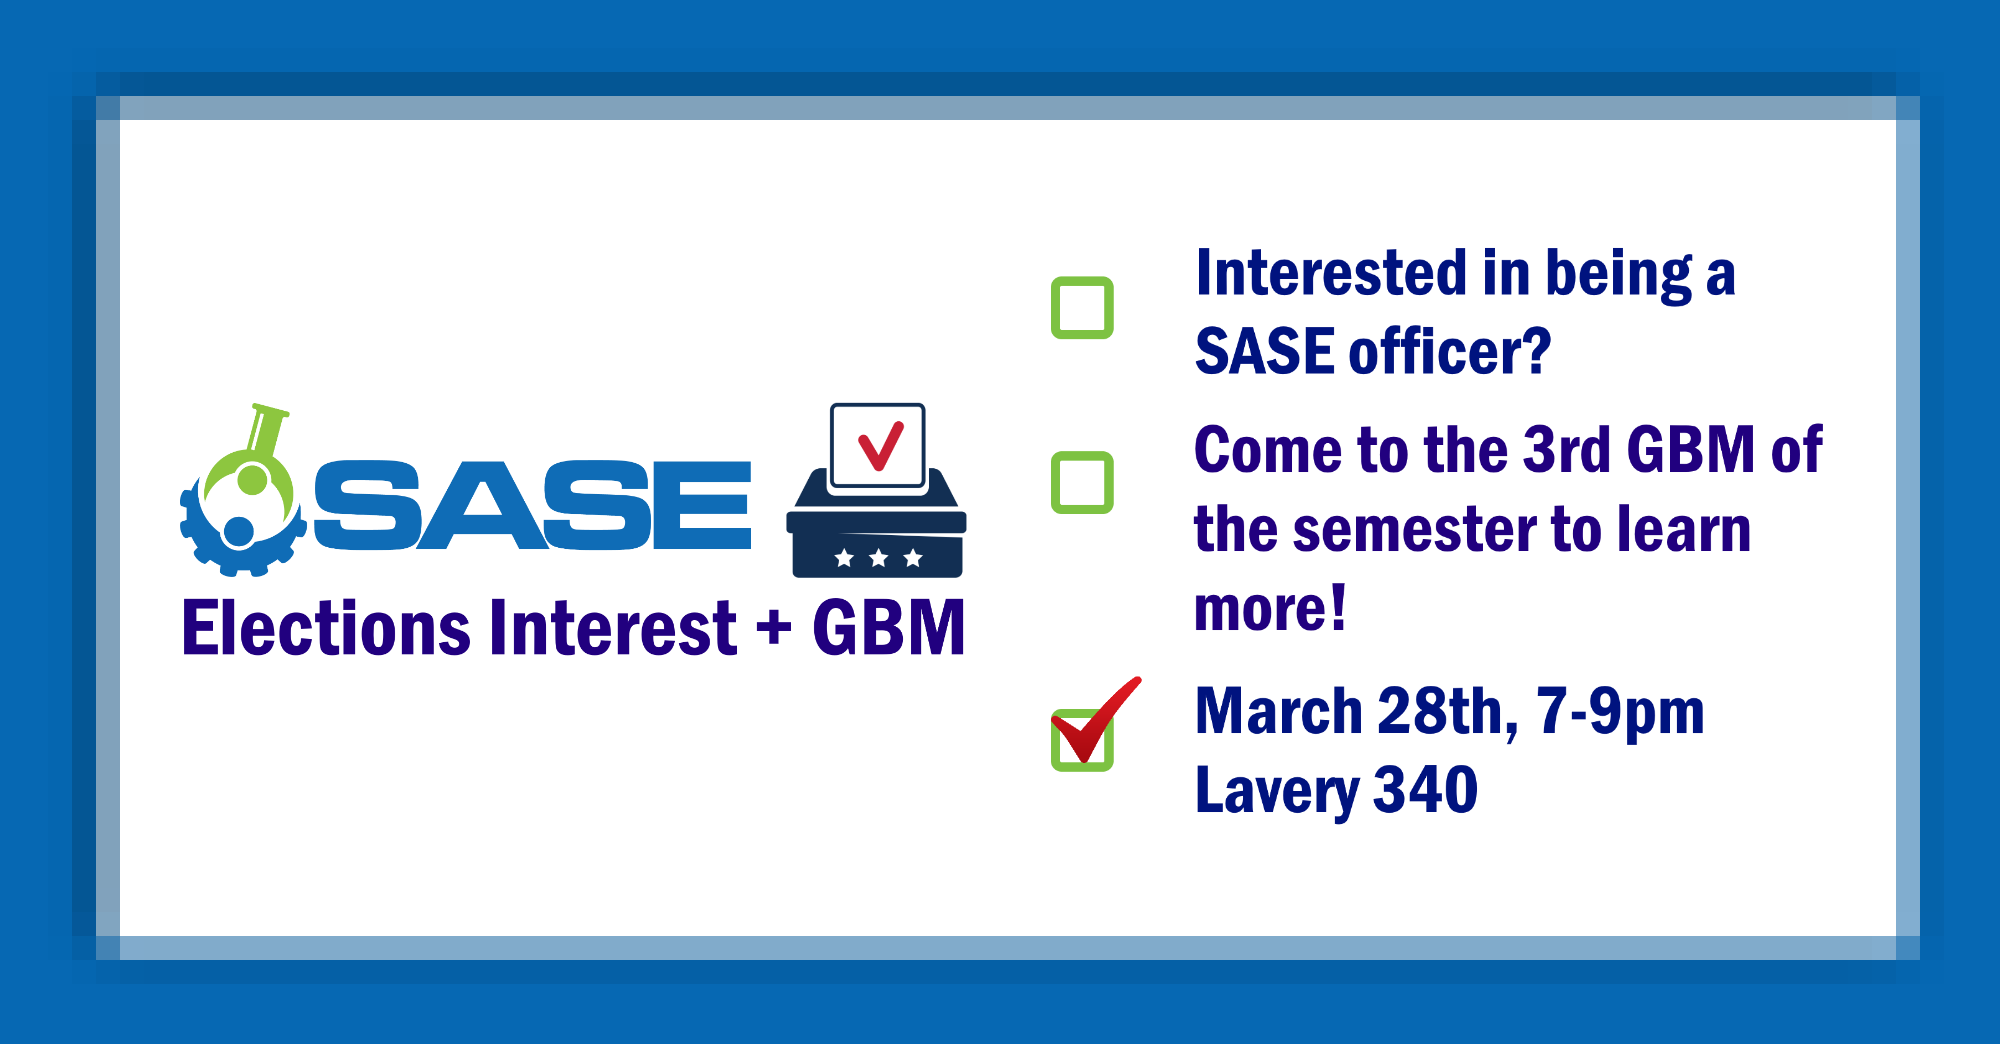 SASE
Elections Interest + GBM
Interested in being a
SASE officer?
Come to the 3rd GBM of
the semester to learn
more!
March 28th, 7-9pm
Lavery 340